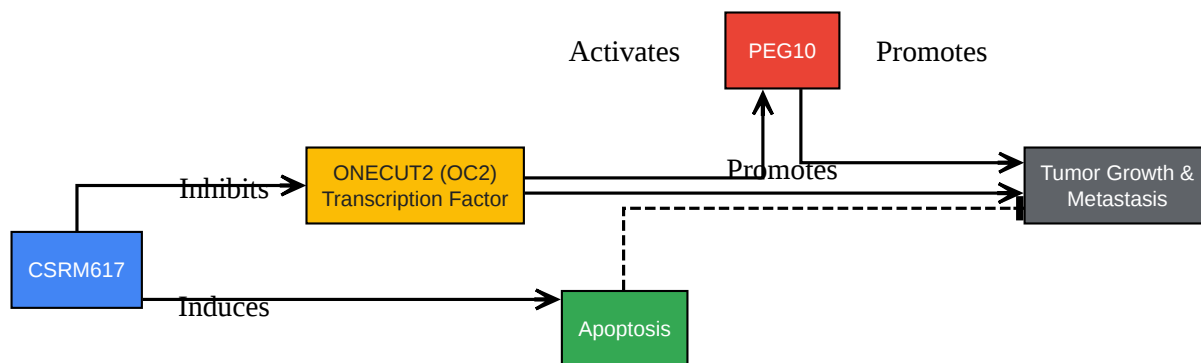 Activates
PEG10
Promotes
ONECUT2 (OC2)
Transcription Factor
Promotes
Tumor Growth &
Metastasis
Inhibits
CSRM617
Induces
Apoptosis